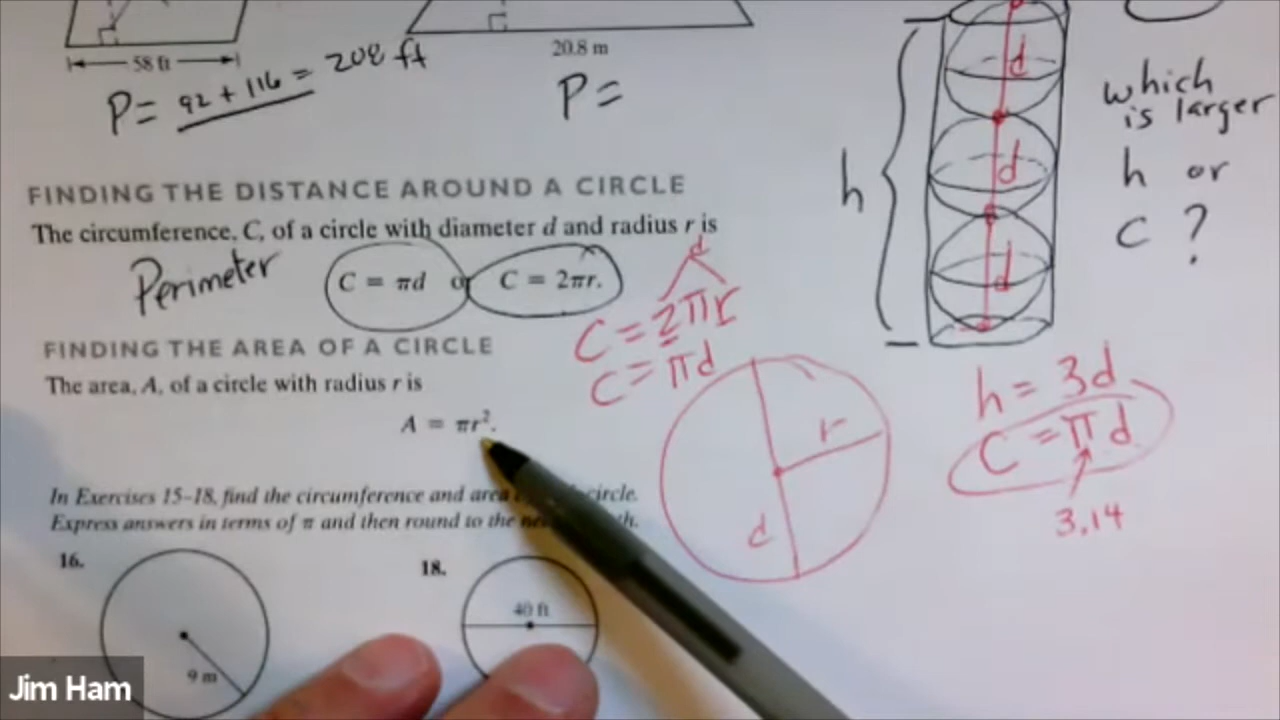 58 ft
P = 92 + 116 = 208 ft
20.8 m
P =
d
d
d
h
which
is larger
h or
C ?
FINDING THE DISTANCE AROUND A CIRCLE
The circumference, C, of a circle with diameter d and radius r is
Perimeter
C = πd or C = 2πr.
d
C = 2πr
C = πd
FINDING THE AREA OF A CIRCLE
The area, A, of a circle with radius r is
A = πr².
r
d
h = 3d
C = πd
3.14
In Exercises 15–18, find the circumference and area circle.
Express answers in terms of π and then round to the
16.
9 m
18.
40 ft
Jim Ham